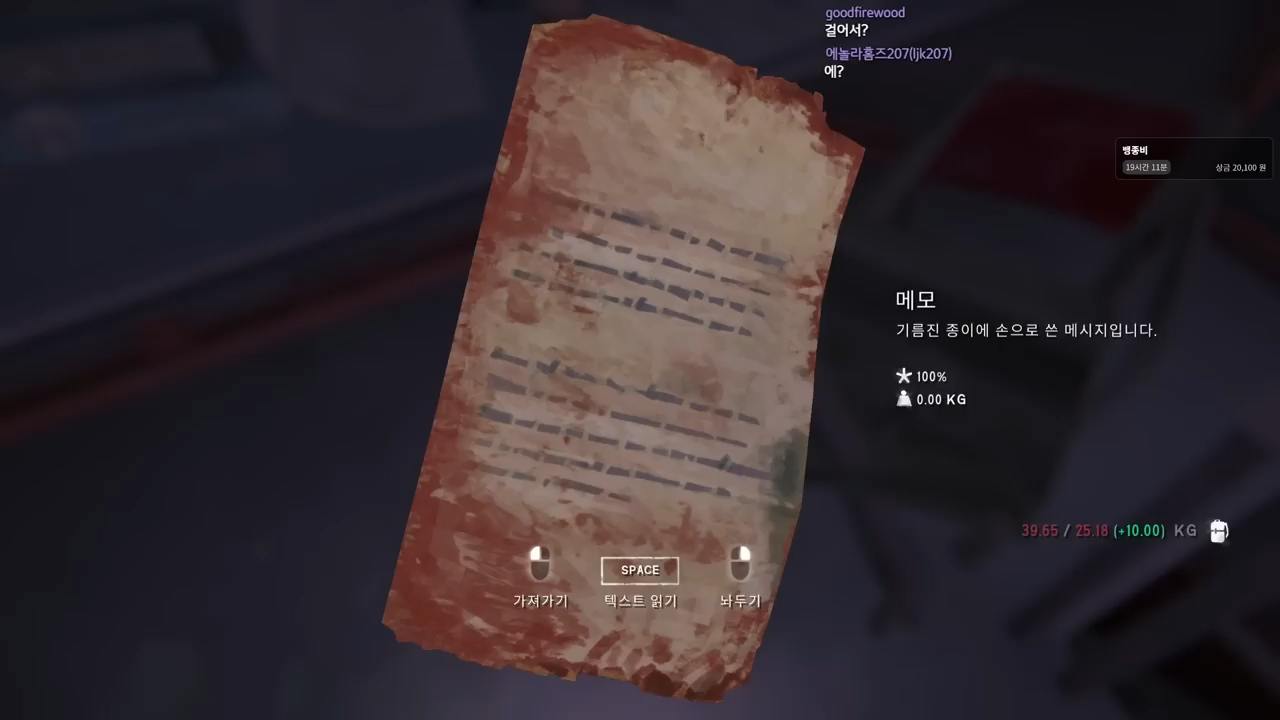 goodfirewood
걸어서?
에놀라홈즈207(ljk207)
에?
뱅종비
19시간 11분 상금 20,100 원
메모
기름진 종이에 손으로 쓴 메시지입니다.
100%
0.00 KG
39.65 / 25.18 (+10.00) KG
SPACE
가져가기 텍스트 읽기 놔두기